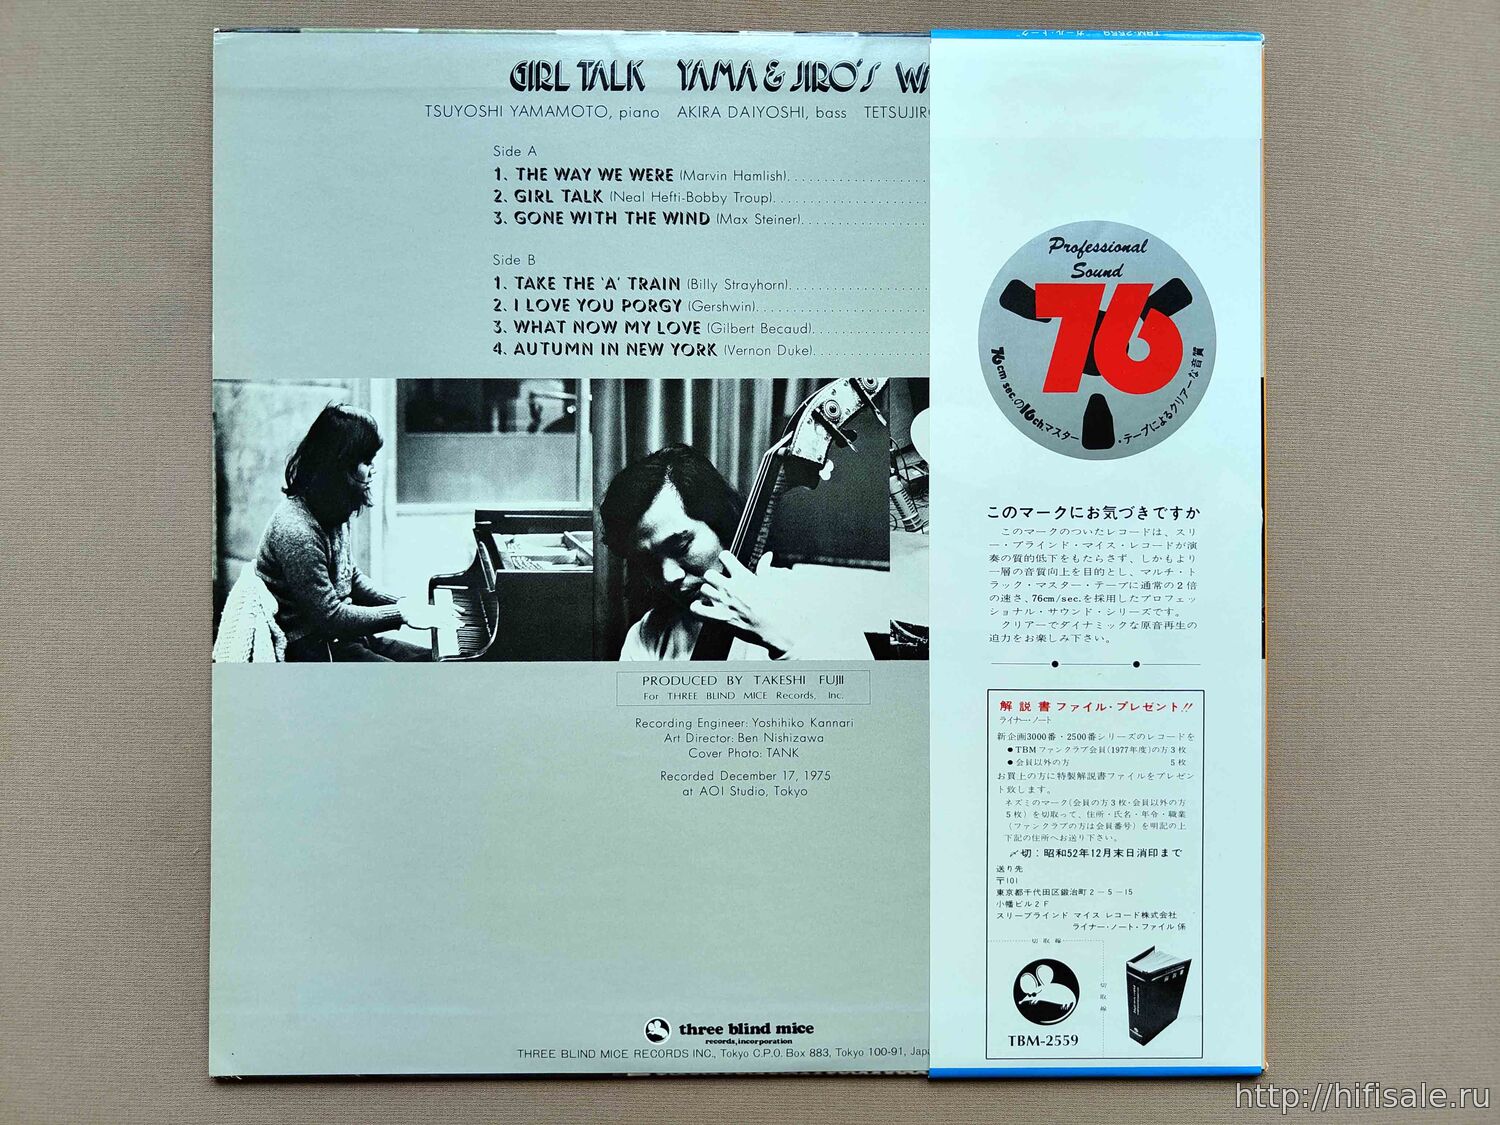 TBM-2559 "ガール・トーク"
GIRL TALK YAMA & JIRO'S
TSUYOSHI YAMAMOTO, piano AKIRA DAIYOSHI, bass
Side A
1. THE WAY WE WERE (Marvin Hamlish)
2. GIRL TALK (Neal Hefti-Bobby Troup)
3. GONE WITH THE WIND (Max Steiner)
Side B
1. TAKE THE 'A' TRAIN (Billy Strayhorn)
2. I LOVE YOU PORGY (Gershwin)
3. WHAT NOW MY LOVE (Gilbert Becaud)
4. AUTUMN IN NEW YORK (Vernon Duke)
PRODUCED BY TAKESHI FUJII
For THREE BLIND MICE Records, Inc.
Recording Engineer: Yoshihiko Kannari
Art Director: Ben Nishizawa
Cover Photo: TANK
Recorded December 17, 1975
at AOI Studio, Tokyo
three blind mice
records, incorporation
THREE BLIND MICE RECORDS INC., Tokyo C.P.O. Box 883, Tokyo 100-91,
Professional
Sound
76
76cm sec.の16ch.マスター・テープによるクリアーな音質
このマークにお気づきですか
このマークのついたレコードは、スリ
ー・ブラインド・マイス・レコードが演
奏の質的低下をもたらさず、しかもより
一層の音質向上を目的とし、マルチ・ト
ラック・マスター・テープに通常の2倍
の速さ、76cm/sec.を採用したプロフェッ
ショナル・サウンド・シリーズです。
クリアーでダイナミックな原音再生の
迫力をお楽しみ下さい。
解説書ファイル・プレゼント!!
ライナー・ノート
新企画3000番・2500番シリーズのレコードを
●TBMファンクラブ会員(1977年度)の方3枚
●会員以外の方 5枚
お買上の方に特製解説書ファイルをプレゼン
ト致します。
ネズミのマーク(会員の方3枚・会員以外の方
5枚)を切取って、住所・氏名・年令・職業
(ファンクラブの方は会員番号)を明記の上
下記の住所へお送り下さい。
〆切:昭和52年12月末日消印まで
送り先
〒101
東京都千代田区鍛治町2-5-15
小幡ビル2F
スリーブラインド マイス レコード株式会社
ライナー・ノート・ファイル係
切取線
切取線
TBM-2559
http://hifisale.ru